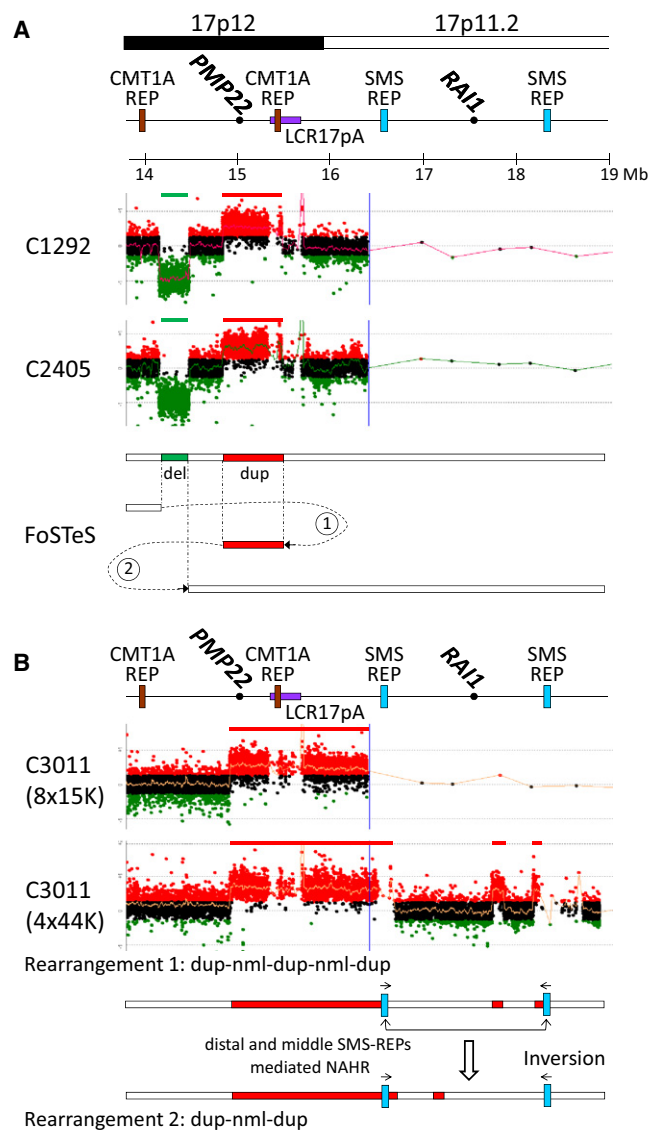 A
17p12 17p11.2
CMT1A REP PMP22 CMT1A REP SMS REP RAI1 SMS REP
LCR17pA
14 15 16 17 18 19 Mb
C1292
C2405
del dup
FoSTeS
1
2
B
CMT1A REP PMP22 CMT1A REP SMS REP RAI1 SMS REP
LCR17pA
C3011
(8x15K)
C3011
(4x44K)
Rearrangement 1: dup-nml-dup-nml-dup
distal and middle SMS-REPs
mediated NAHR
Inversion
Rearrangement 2: dup-nml-dup